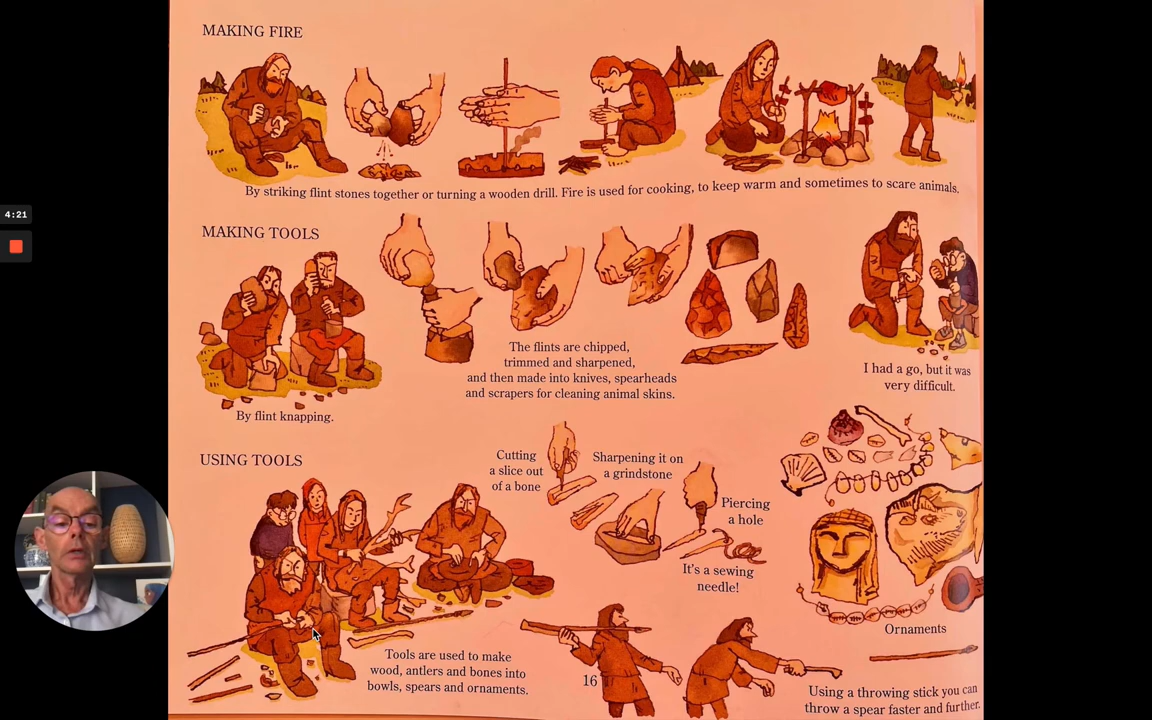 MAKING FIRE
4:21
By striking flint stones together or turning a wooden drill. Fire is used for cooking, to keep warm and sometimes to scare animals.
MAKING TOOLS
The flints are chipped,
trimmed and sharpened,
and then made into knives, spearheads
and scrapers for cleaning animal skins.
I had a go, but it was
very difficult.
By flint knapping.
USING TOOLS
Cutting
a slice out
of a bone
Sharpening it on
a grindstone
Piercing
a hole
It's a sewing
needle!
Ornaments
Tools are used to make
wood, antlers and bones into
bowls, spears and ornaments.
16
Using a throwing stick you can
throw a spear faster and further.